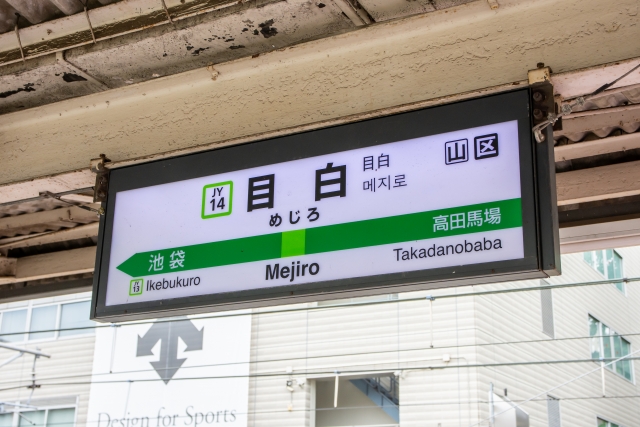 JY
14
目白
めじろ
目白
메지로
山 区
池袋
高田馬場
JY
13
Ikebukuro
Mejiro
Takadanobaba
Design for Sports